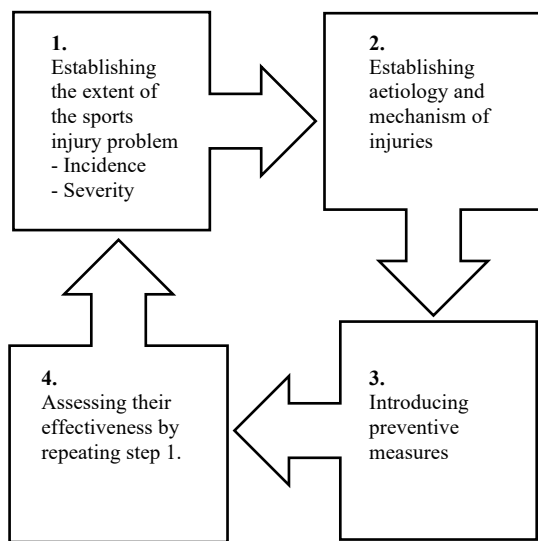 1.
Establishing
the extent of
the sports
injury problem
- Incidence
- Severity
2.
Establishing
aetiology and
mechanism of
injuries
3.
Introducing
preventive
measures
4.
Assessing their
effectiveness by
repeating step 1.